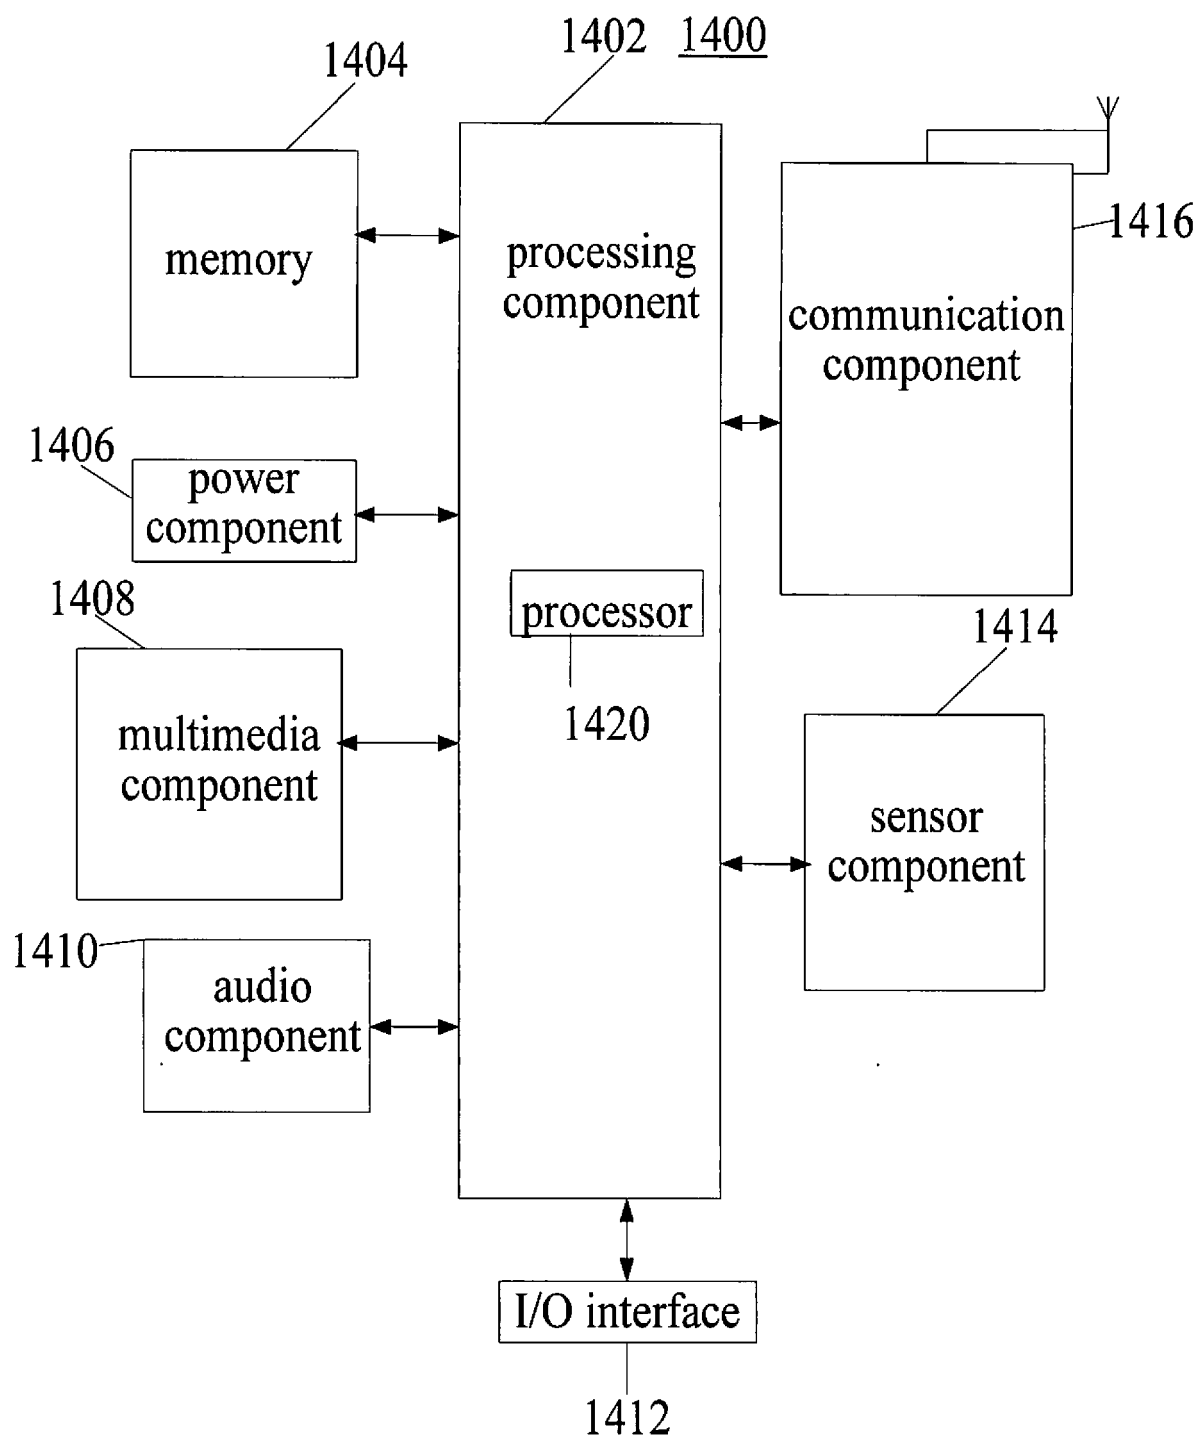 1402
1400
1404
memory
processing
component
1416
communication
component
1406
power
component
1408
processor
1414
1420
multimedia
component
sensor
component
1410
audio
component
I/O interface
1412